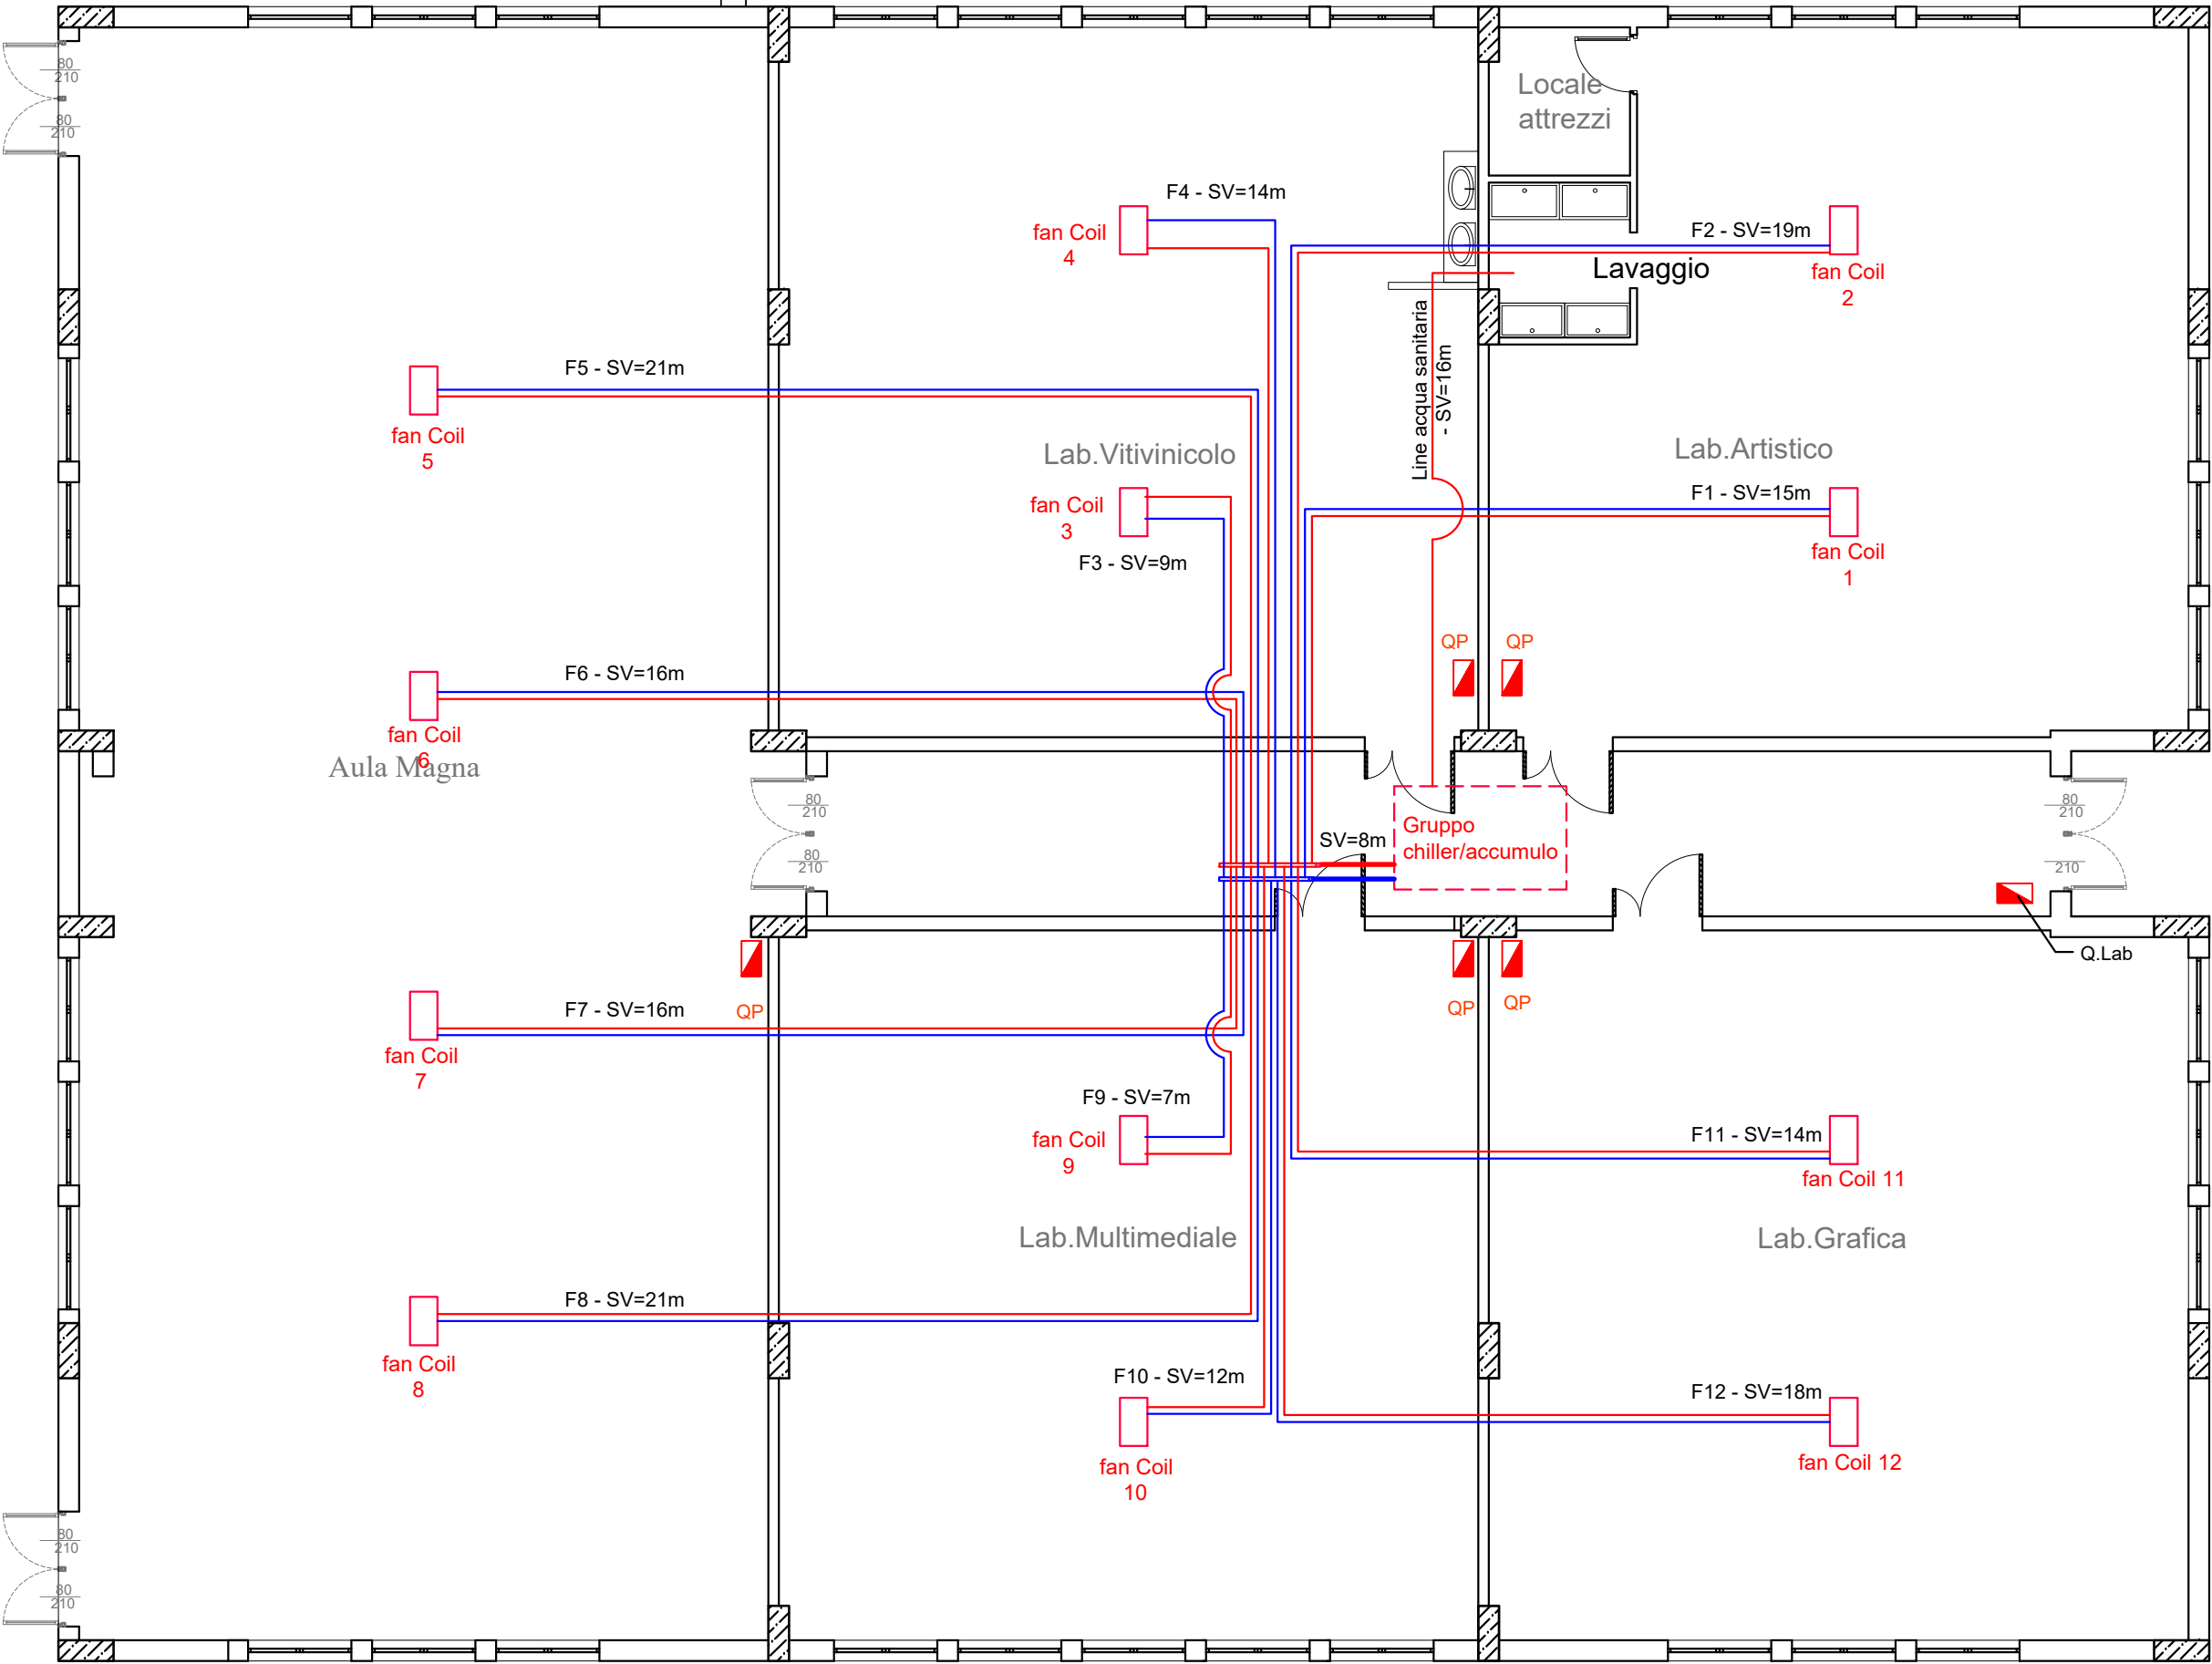 80
210
80
210
Locale
attrezzi
F4 - SV=14m
fan Coil
4
F2 - SV=19m
Lavaggio
fan Coil
2
Line acqua sanitaria
- SV=16m
F5 - SV=21m
fan Coil
5
Lab.Vitivinicolo
Lab.Artistico
fan Coil
3
F1 - SV=15m
F3 - SV=9m
fan Coil
1
QP
QP
F6 - SV=16m
fan Coil
6
Aula Magna
80
210
80
210
SV=8m
Gruppo
chiller/accumulo
80
210
210
Q.Lab
F7 - SV=16m
QP
QP
QP
fan Coil
7
F9 - SV=7m
fan Coil
9
F11 - SV=14m
fan Coil 11
Lab.Multimediale
Lab.Grafica
F8 - SV=21m
fan Coil
8
F10 - SV=12m
F12 - SV=18m
fan Coil
10
fan Coil 12
80
210
80
210